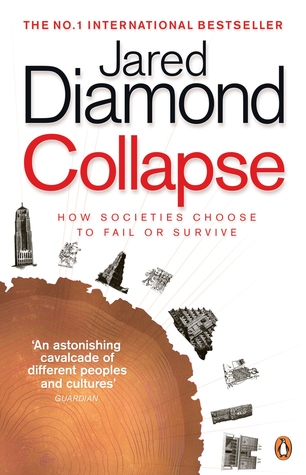 THE NO.1 INTERNATIONAL BESTSELLER
Jared
Diamond
Collapse
HOW SOCIETIES CHOOSE
TO FAIL OR SURVIVE
'An astonishing
cavalcade of
different peoples
and cultures'
GUARDIAN